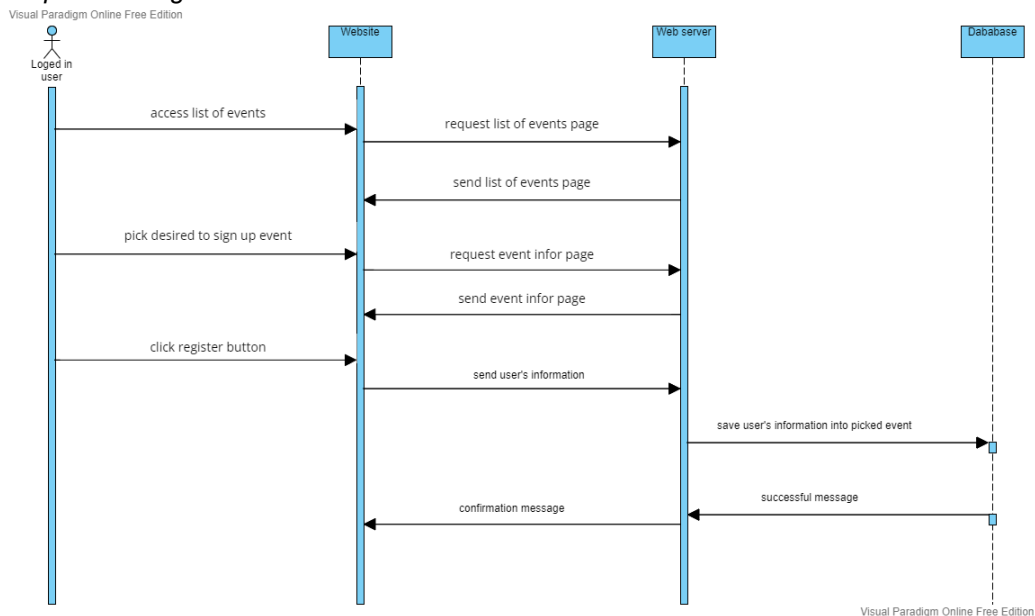 Visual Paradigm Online Free Edition
Website
Web server
Dababase
Loged in
user
access list of events
request list of events page
send list of events page
pick desired to sign up event
request event infor page
send event infor page
click register button
send user's information
save user's information into picked event
successful message
confirmation message
Visual Paradigm Online Free Edition